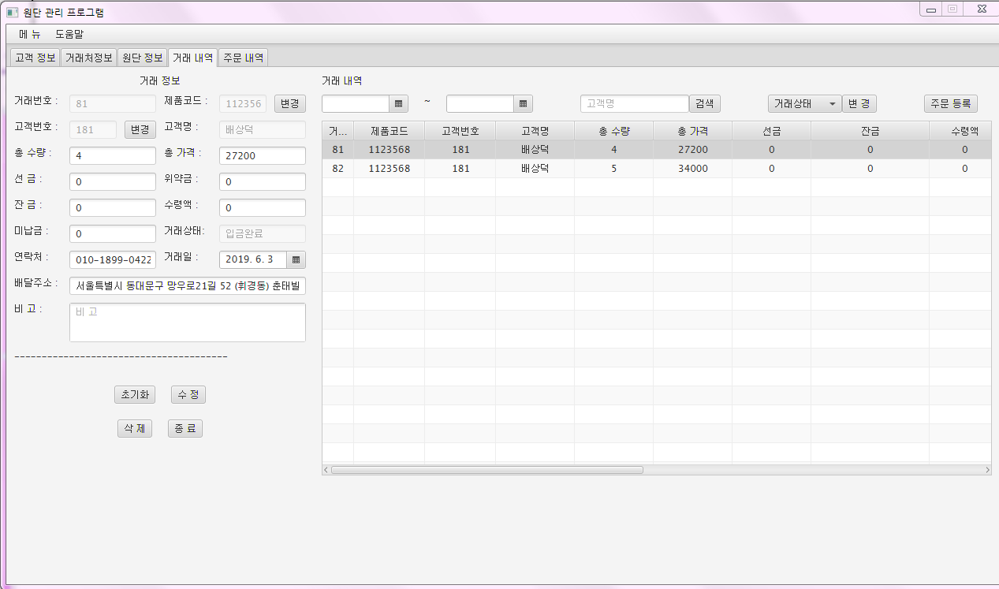 원단 관리 프로그램
메 뉴 도움말
고객 정보 거래처정보 원단 정보 거래 내역 주문 내역
거래 정보
거래번호 : 81 제품코드 : 112356 변경
고객번호 : 181 변경 고객명 : 배상덕
총 수량 : 4 총 가격 : 27200
선 금 : 0 위약금 : 0
잔 금 : 0 수령액 : 0
미납금 : 0 거래상태: 입금완료
연락처 : 010-1899-0422 거래일 : 2019. 6. 3
배달주소 : 서울특별시 동대문구 망우로21길 52 (휘경동) 춘태빌
비 고 : 비 고
---------------------------------------
초기화 수 정
삭 제 종 료
거래 내역
~ 고객명 검색 거래상태 변 경 주문 등록
거... 제품코드 고객번호 고객명 총 수량 총 가격 선금 잔금 수령액
81 1123568 181 배상덕 4 27200 0 0 0
82 1123568 181 배상덕 5 34000 0 0 0